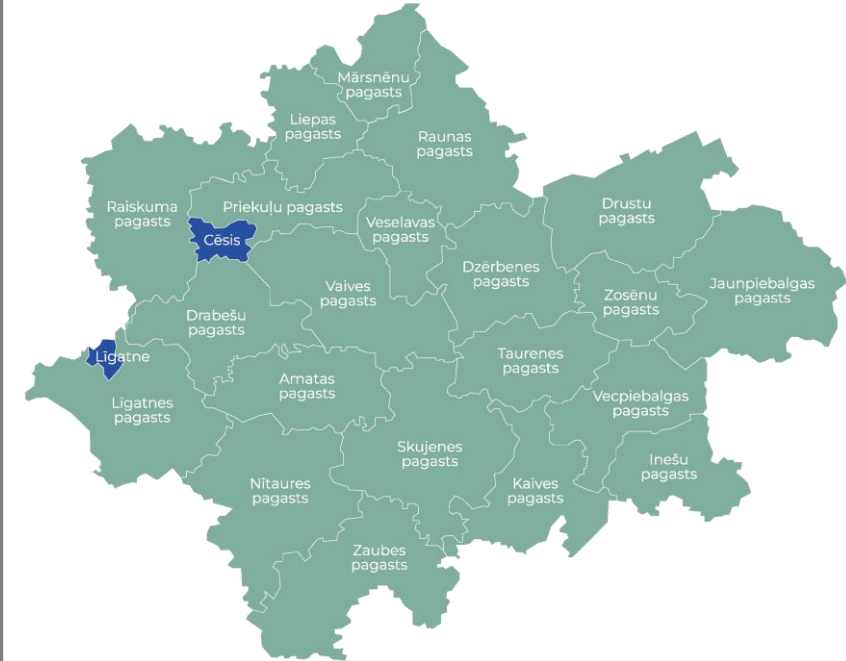 Mārsnēnu
pagasts
Liepas
pagasts
Raunas
pagasts
Raiskuma
pagasts
Priekuļu pagasts
Cēsis
Veselavas
pagasts
Drustu
pagasts
Dzērbenes
pagasts
Vaives
pagasts
Zosēnu
pagasts
Jaunpiebalgas
pagasts
Drabešu
pagasts
Līgatne
Taurenes
pagasts
Amatas
pagasts
Līgatnes
pagasts
Vecpiebalgas
pagasts
Skujenes
pagasts
Inešu
pagasts
Nītaures
pagasts
Kaives
pagasts
Zaubes
pagasts